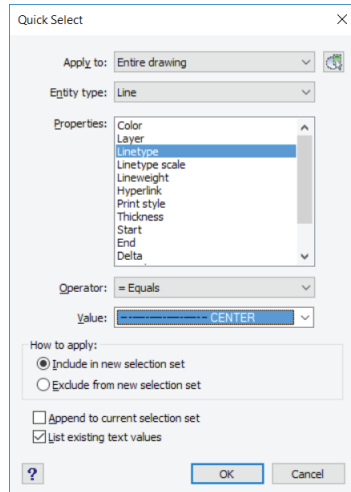 Quick Select
Apply to: Entire drawing
Entity type: Line
Properties: Color
Layer
Linetype
Linetype scale
Lineweight
Hyperlink
Print style
Thickness
Start
End
Delta
Operator: = Equals
Value: CENTER
How to apply:
Include in new selection set
Exclude from new selection set
Append to current selection set
List existing text values
? OK Cancel